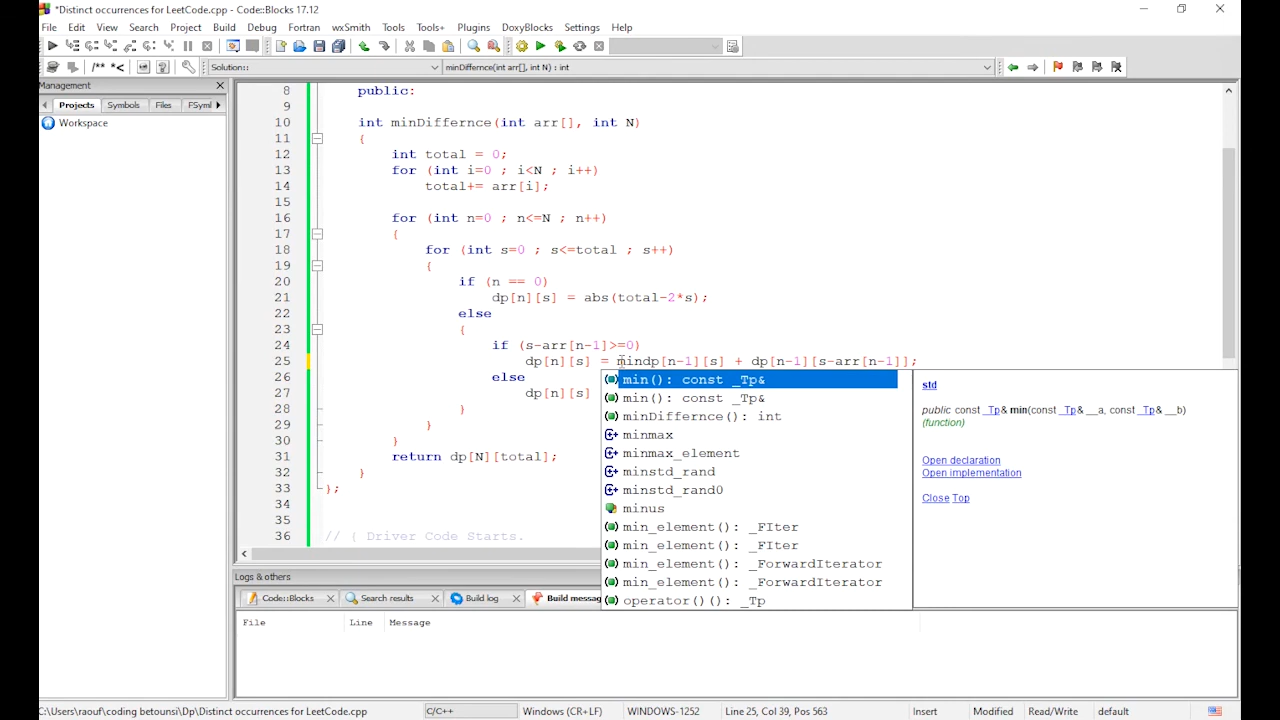 *Distinct occurrences for LeetCode.cpp - Code::Blocks 17.12
File Edit View Search Project Build Debug Fortran wxSmith Tools Tools+ Plugins DoxyBlocks Settings Help
/** *<
Solution:: minDiffernce(int arr[], int N) : int
Management
Projects Symbols Files FSymb
Workspace
8 public:
9
10 int minDiffernce(int arr[], int N)
11 {
12 int total = 0;
13 for (int i=0 ; i<N ; i++)
14 total+= arr[i];
15
16 for (int n=0 ; n<=N ; n++)
17 {
18 for (int s=0 ; s<=total ; s++)
19 {
20 if (n == 0)
21 dp[n][s] = abs(total-2*s);
22 else
23 {
24 if (s-arr[n-1]>=0)
25 dp[n][s] = mindp[n-1][s] + dp[n-1][s-arr[n-1]];
26 else
27 dp[n][s]
28 }
29 }
30 }
31 return dp[N][total];
32 }
33 };
34
35
36 // { Driver Code Starts.
min(): const _Tp&
min(): const _Tp&
minDiffernce(): int
minmax
minmax_element
minstd_rand
minstd_rand0
minus
min_element(): _FIter
min_element(): _FIter
min_element(): _ForwardIterator
min_element(): _ForwardIterator
operator()(): _Tp
std
public const _Tp& min(const _Tp& __a, const _Tp& __b)
(function)
Open declaration
Open implementation
Close Top
Logs & others
Code::Blocks Search results Build log Build messag
File Line Message
C:\Users\raouf\coding betounsi\Dp\Distinct occurrences for LeetCode.cpp C/C++ Windows (CR+LF) WINDOWS-1252 Line 25, Col 39, Pos 563 Insert Modified Read/Write default